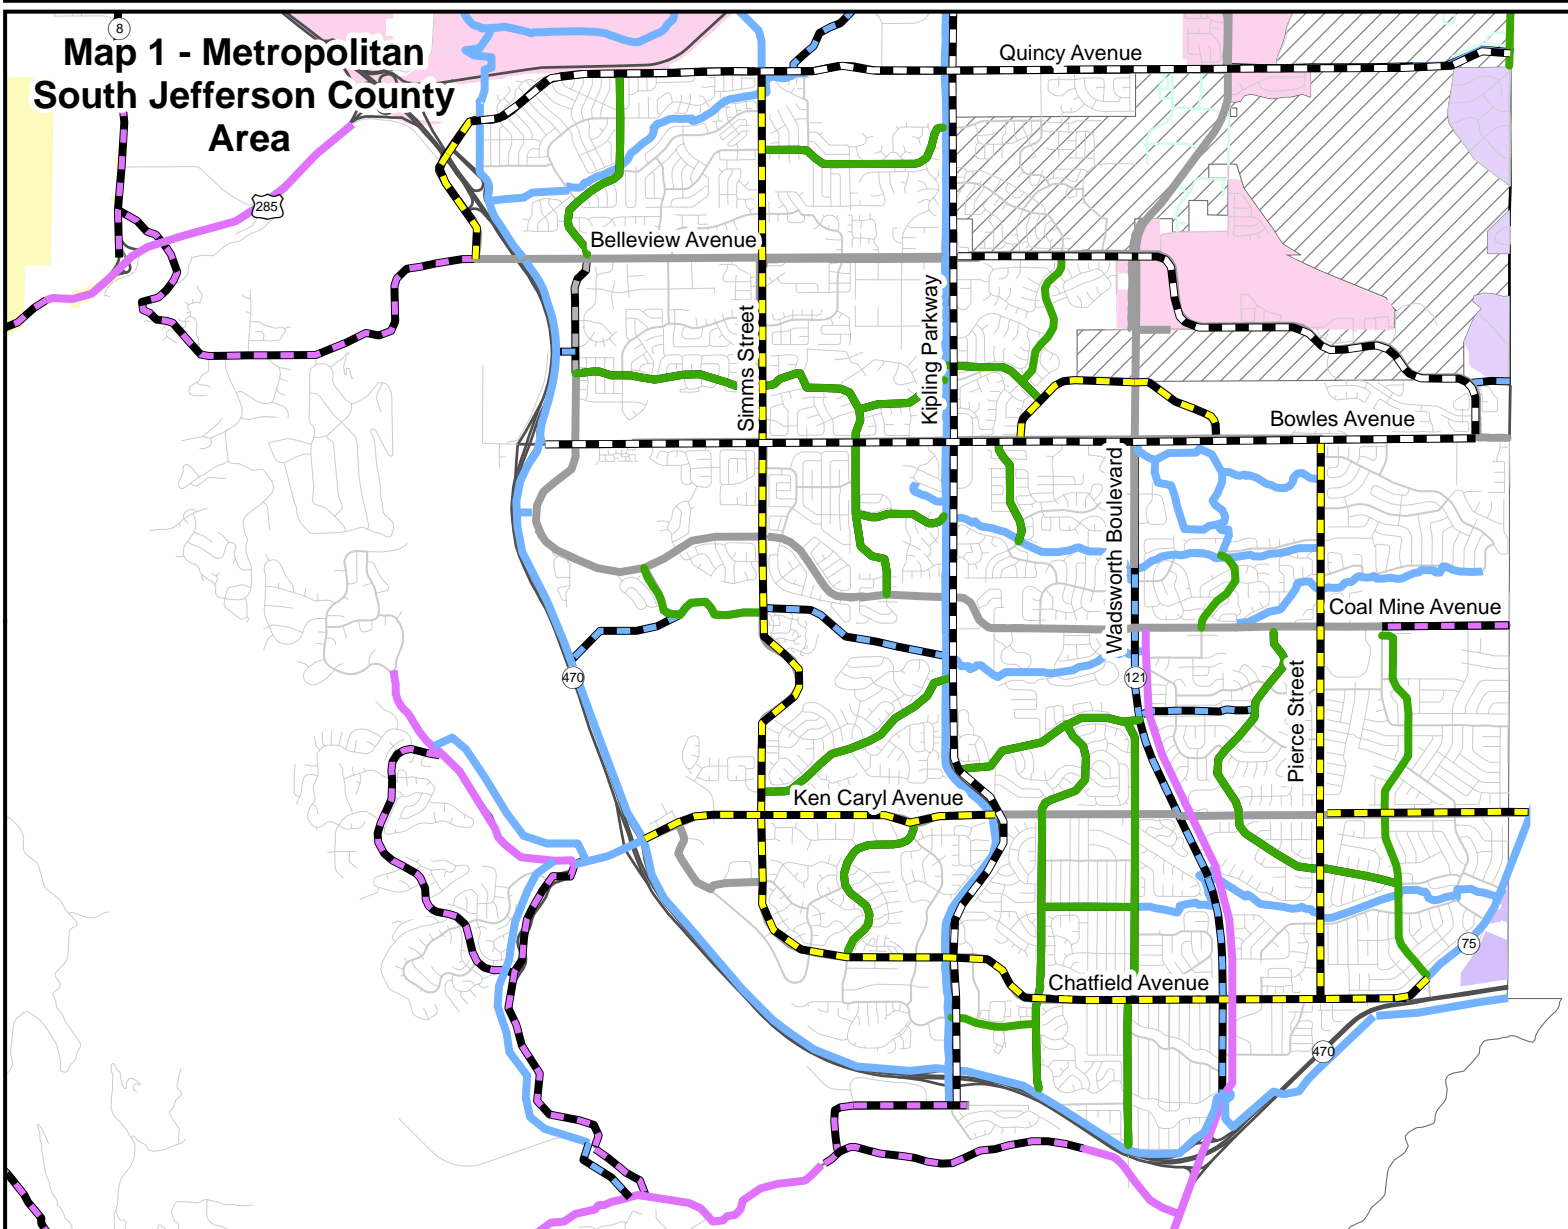 8
Map 1 - Metropolitan
South Jefferson County
Area
Quincy Avenue
285
Belleview Avenue
Simms Street
Kipling Parkway
Bowles Avenue
Wadsworth Boulevard
Coal Mine Avenue
470
121
Pierce Street
Ken Caryl Avenue
75
Chatfield Avenue
470